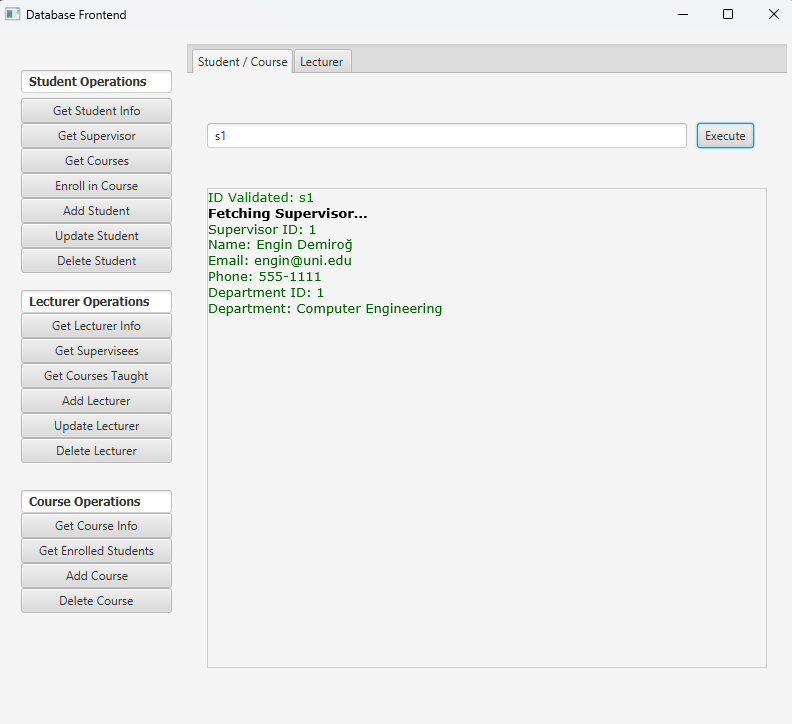 Database Frontend
Student / Course
Lecturer
Student Operations
Get Student Info
Get Supervisor
Get Courses
Enroll in Course
Add Student
Update Student
Delete Student
Lecturer Operations
Get Lecturer Info
Get Supervisees
Get Courses Taught
Add Lecturer
Update Lecturer
Delete Lecturer
Course Operations
Get Course Info
Get Enrolled Students
Add Course
Delete Course
s1
Execute
ID Validated: s1
Fetching Supervisor...
Supervisor ID: 1
Name: Engin Demiroğ
Email: engin@uni.edu
Phone: 555-1111
Department ID: 1
Department: Computer Engineering